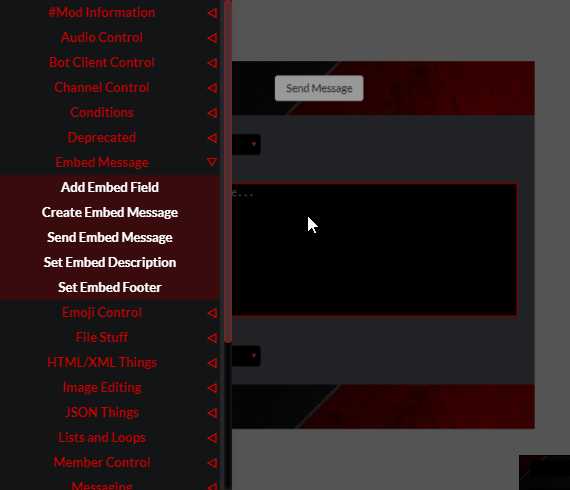 #Mod Information
Audio Control
Bot Client Control
Channel Control
Conditions
Deprecated
Embed Message
Add Embed Field
Create Embed Message
Send Embed Message
Set Embed Description
Set Embed Footer
Emoji Control
File Stuff
HTML/XML Things
Image Editing
JSON Things
Lists and Loops
Member Control
Messaging
Send Message
e...